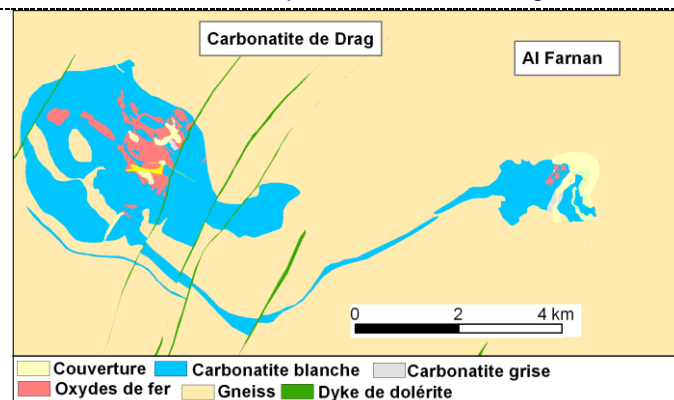 Carbonatite de Drag
Al Farnan
0 2 4 km
Couverture Carbonatite blanche Carbonatite grise
Oxydes de fer Gneiss Dyke de dolérite